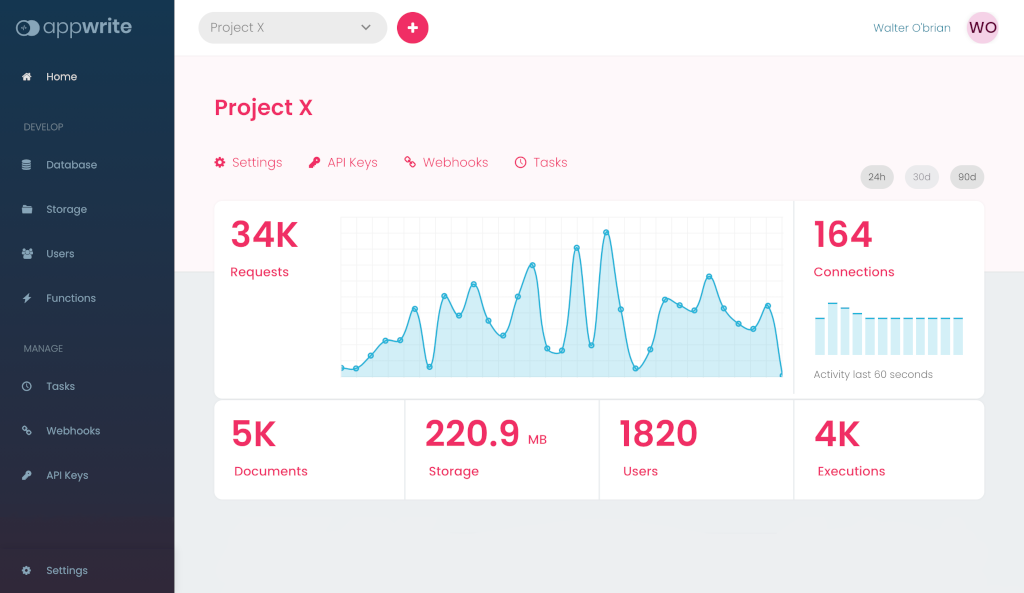 appwrite
Project X
Walter O'brian
WO
Home
DEVELOP
Database
Storage
Users
Functions
MANAGE
Tasks
Webhooks
API Keys
Settings
Project X
Settings
API Keys
Webhooks
Tasks
24h
30d
90d
34K
Requests
164
Connections
Activity last 60 seconds
5K
Documents
220.9 MB
Storage
1820
Users
4K
Executions